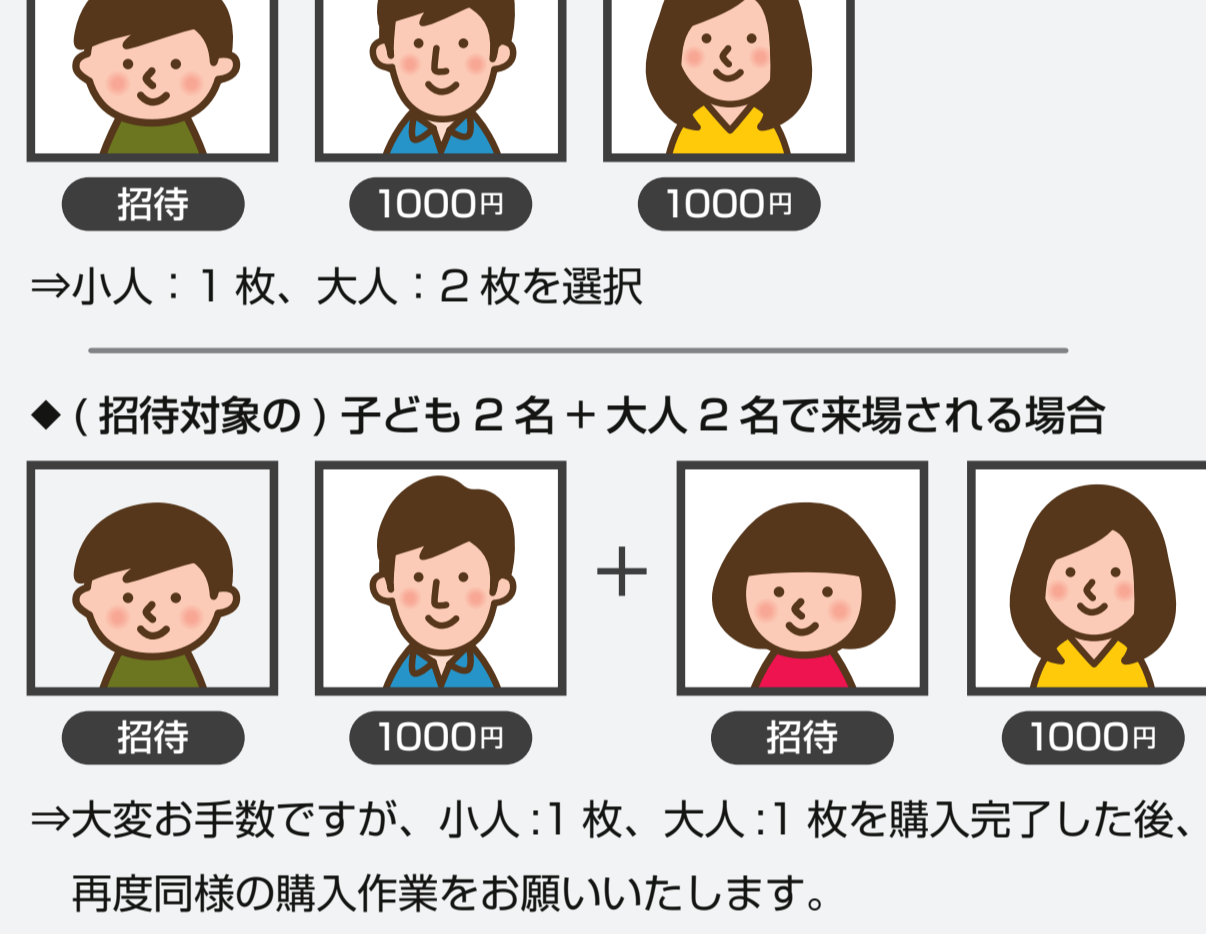 招待 1000円 1000円
⇒小人：1 枚、大人：2 枚を選択
◆ ( 招待対象の ) 子ども 2 名 + 大人 2 名で来場される場合
+
招待 1000円 招待 1000円
⇒大変お手数ですが、小人 :1 枚、大人 :1 枚を購入完了した後、
再度同様の購入作業をお願いいたします。